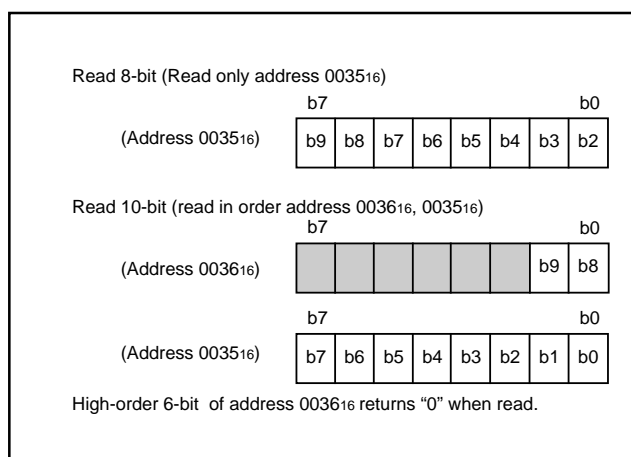 Read 8-bit (Read only address 003516)
b7 b0
(Address 003516) b9 b8 b7 b6 b5 b4 b3 b2
Read 10-bit (read in order address 003616, 003516)
b7 b0
(Address 003616) b9 b8
b7 b0
(Address 003516) b7 b6 b5 b4 b3 b2 b1 b0
High-order 6-bit of address 003616 returns “0” when read.